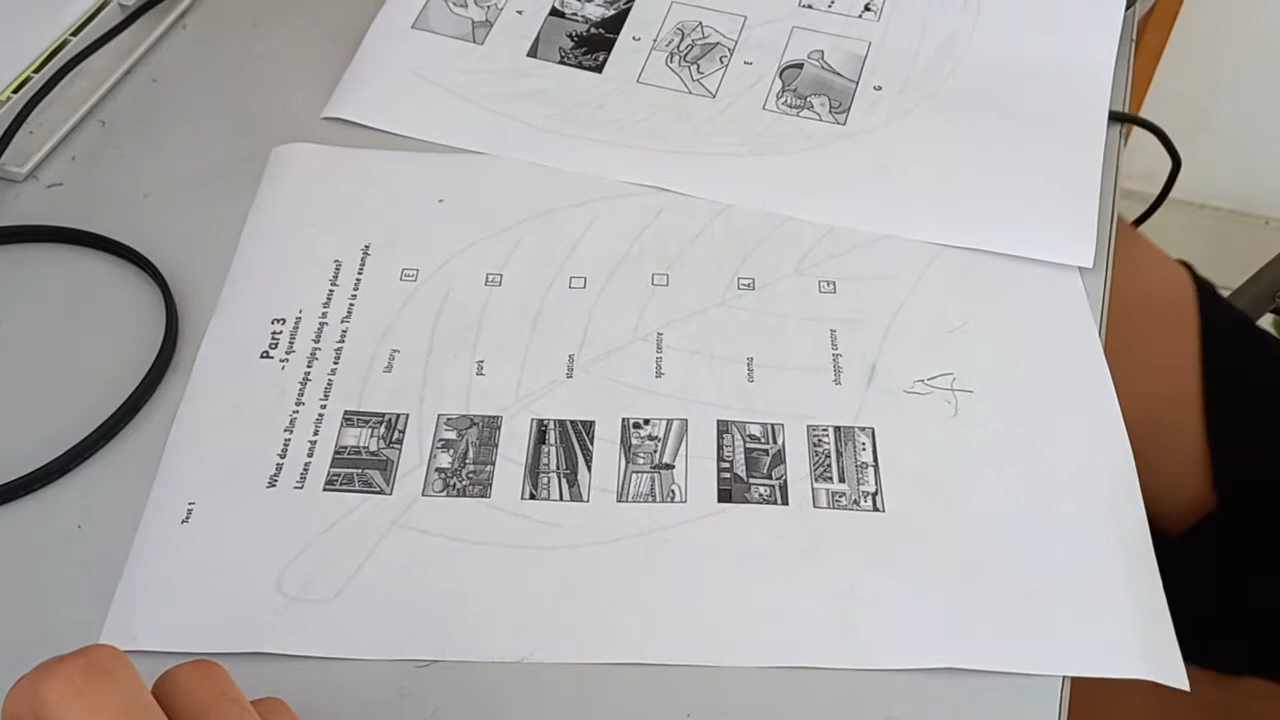 Test 1
Part 3
– 5 questions –
What does Jim's grandpa enjoy doing in these places?
Listen and write a letter in each box. There is one example.
library E
park
station
sports centre
cinema A
shopping centre G
A
C
E
G